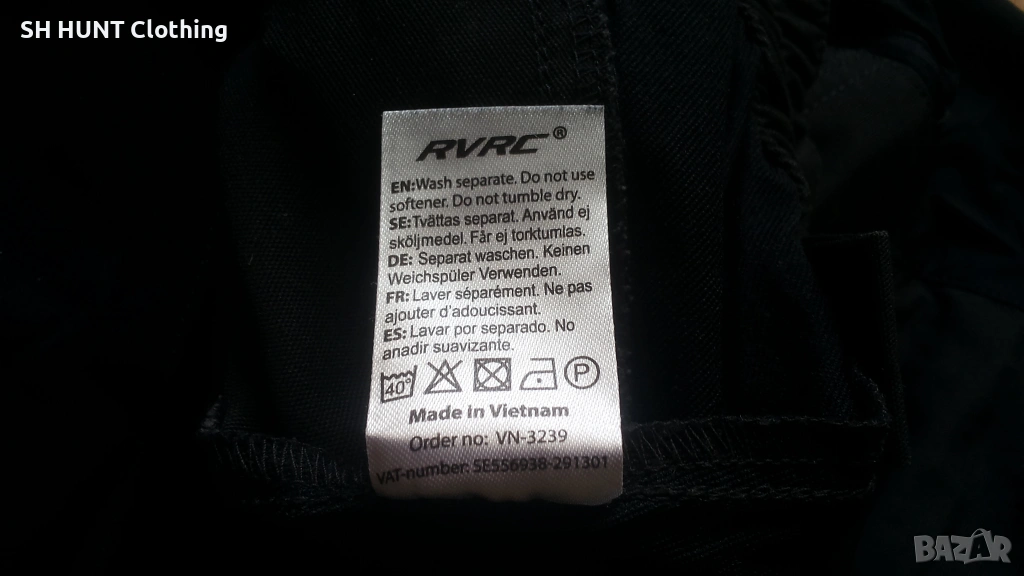 SH HUNT Clothing
RVRC®
EN:Wash separate. Do not use
softener. Do not tumble dry.
SE:Tvättas separat. Använd ej
sköljmedel. Får ej torktumlas.
DE: Separat waschen. Keinen
Weichspüler Verwenden.
FR: Laver séparément. Ne pas
ajouter d'adoucissant.
ES: Lavar por separado. No
anadir suavizante.
40° P
Made in Vietnam
Order no: VN-3239
VAT-number: SE556938-291301
BAZAR